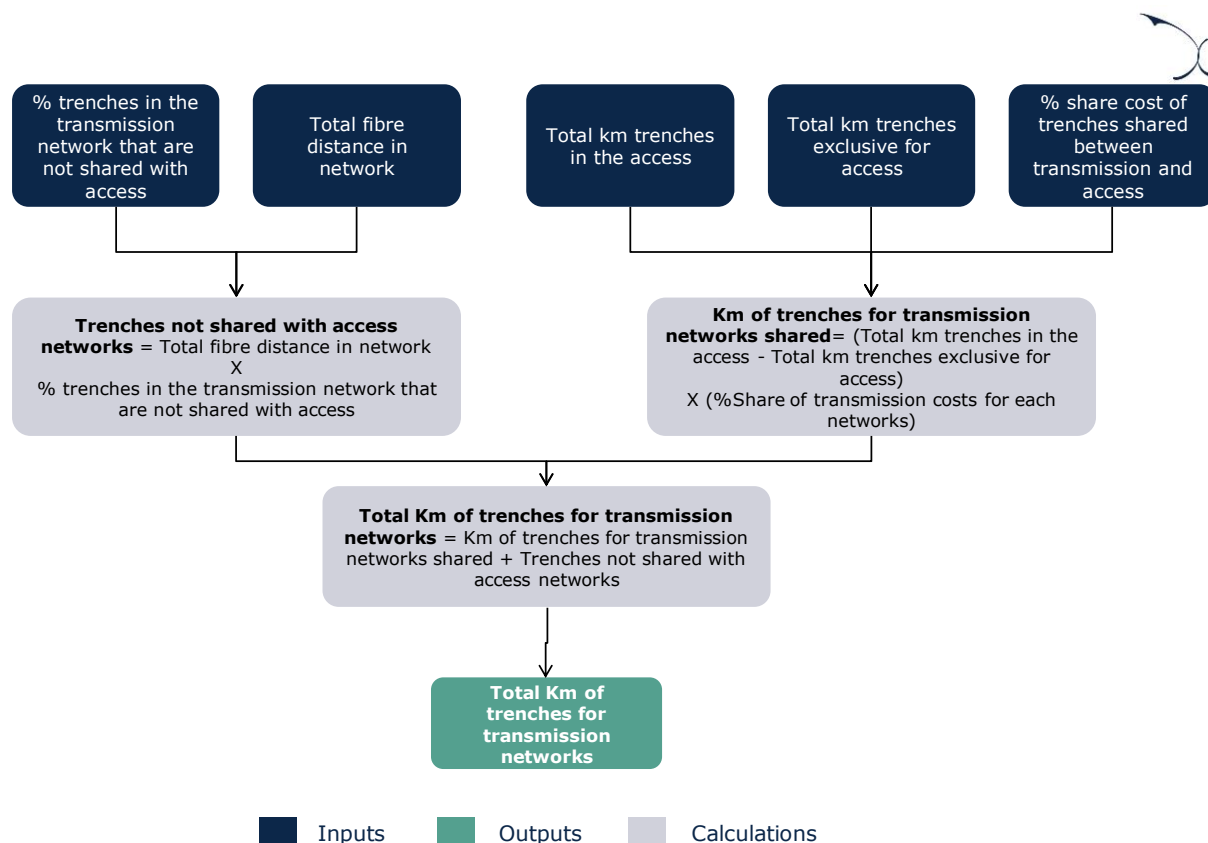 % trenches in the
transmission
network that are
not shared with
access
Total fibre
distance in
network
Total km trenches
in the access
Total km trenches
exclusive for
access
% share cost of
trenches shared
between
transmission and
access
Trenches not shared with access
networks = Total fibre distance in network
X
% trenches in the transmission network that
are not shared with access
Km of trenches for transmission
networks shared= (Total km trenches in the
access - Total km trenches exclusive for
access)
X (%Share of transmission costs for each
networks)
Total Km of trenches for transmission
networks = Km of trenches for transmission
networks shared + Trenches not shared with
access networks
Total Km of
trenches for
transmission
networks
Inputs
Outputs
Calculations